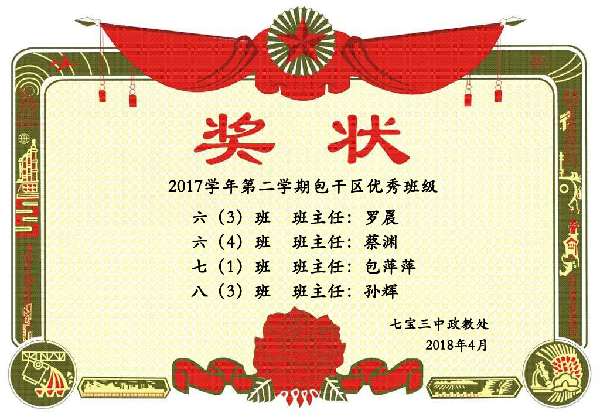 奖状
2017学年第二学期包干区优秀班级
六（3）班 班主任：罗晨
六（4）班 班主任：蔡渊
七（1）班 班主任：包萍萍
八（3）班 班主任：孙辉
七宝三中政教处
2018年4月